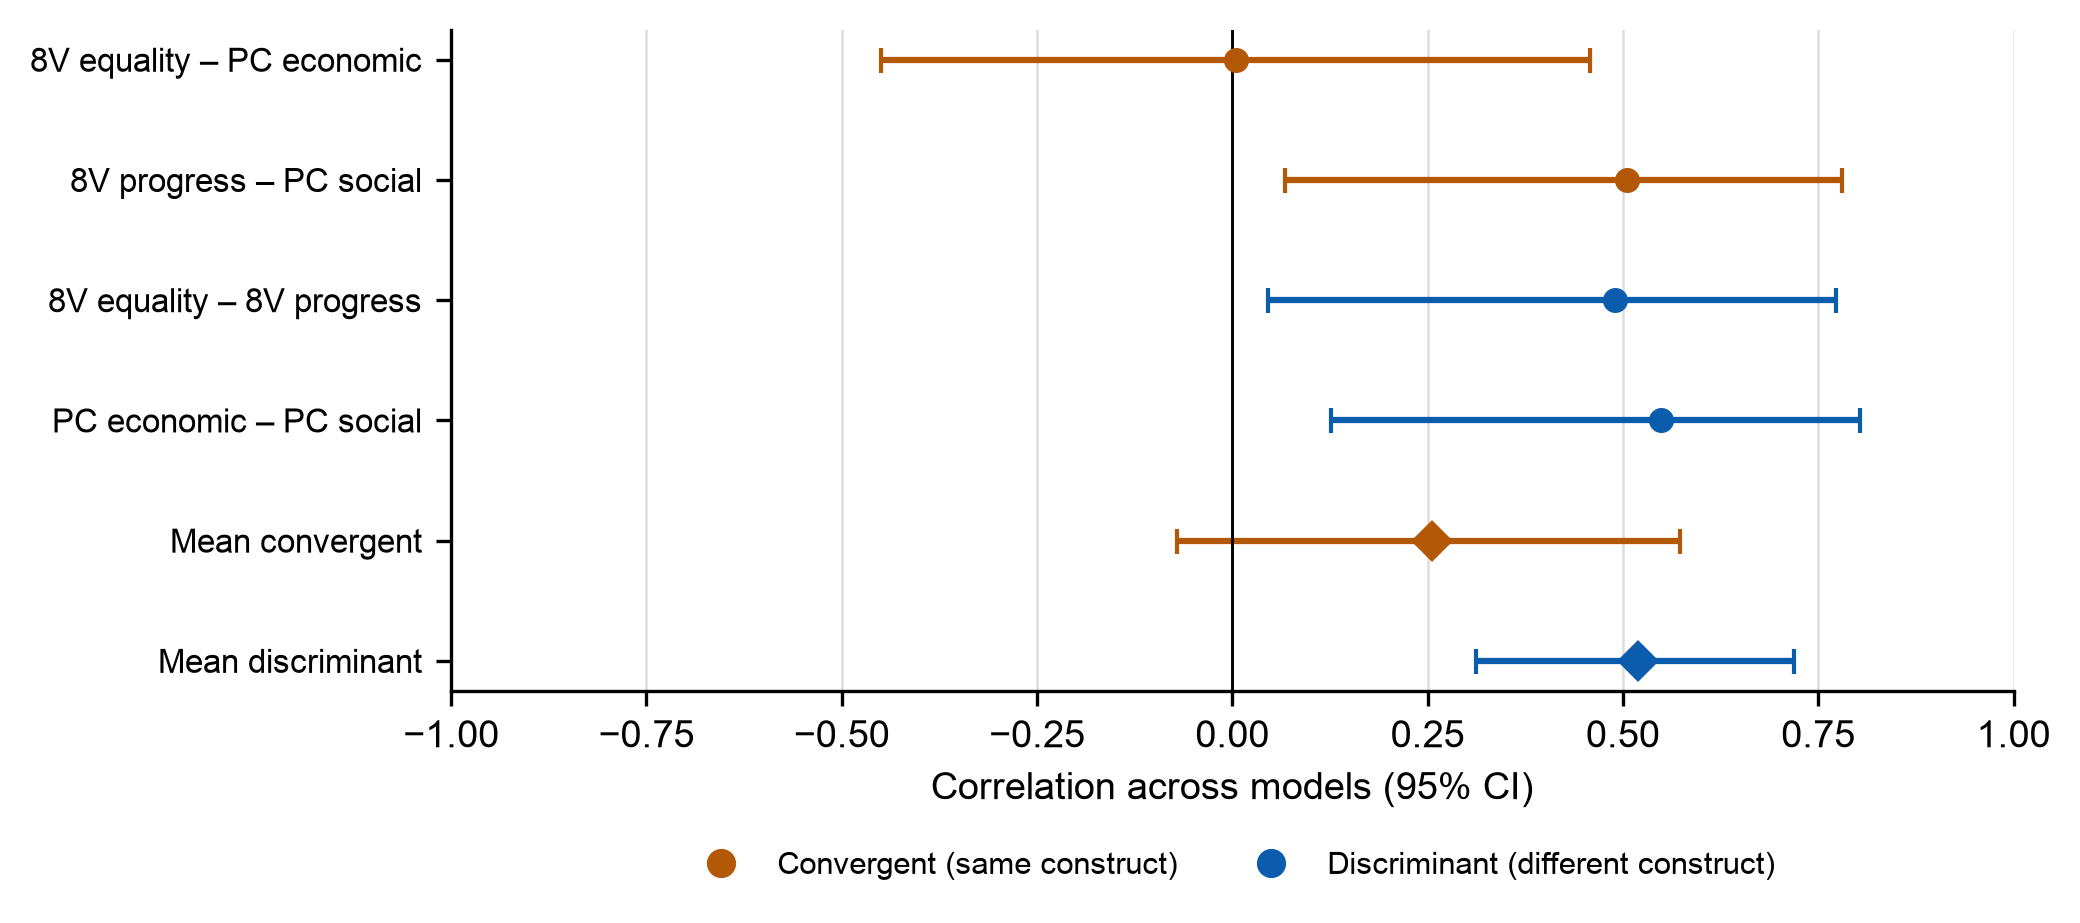 8V equality – PC economic
8V progress – PC social
8V equality – 8V progress
PC economic – PC social
Mean convergent
Mean discriminant
−1.00 −0.75 −0.50 −0.25 0.00 0.25 0.50 0.75 1.00
Correlation across models (95% CI)
Convergent (same construct) Discriminant (different construct)